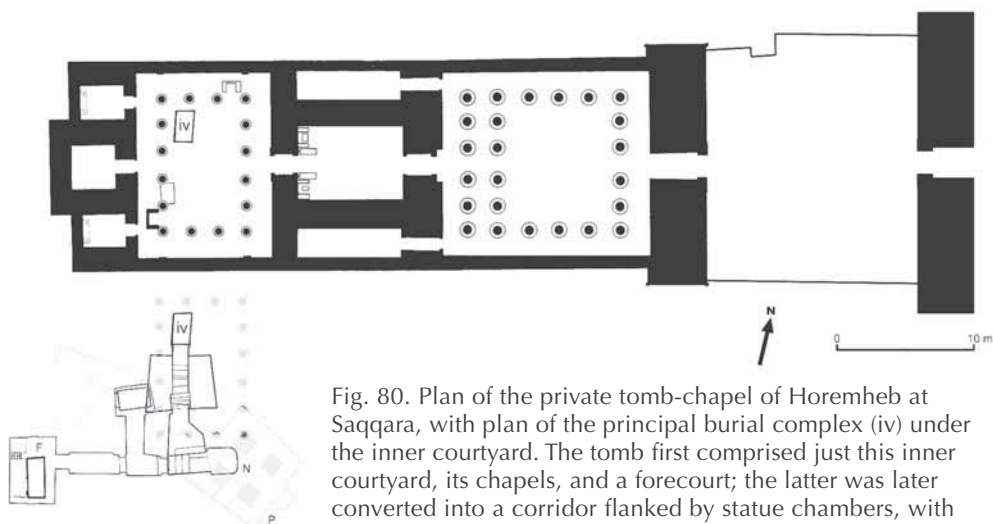 iv
N
0 10 m
iv
F
N
P
Fig. 80. Plan of the private tomb-chapel of Horemheb at
Saqqara, with plan of the principal burial complex (iv) under
the inner courtyard. The tomb first comprised just this inner
courtyard, its chapels, and a forecourt; the latter was later
converted into a corridor flanked by statue chambers, with